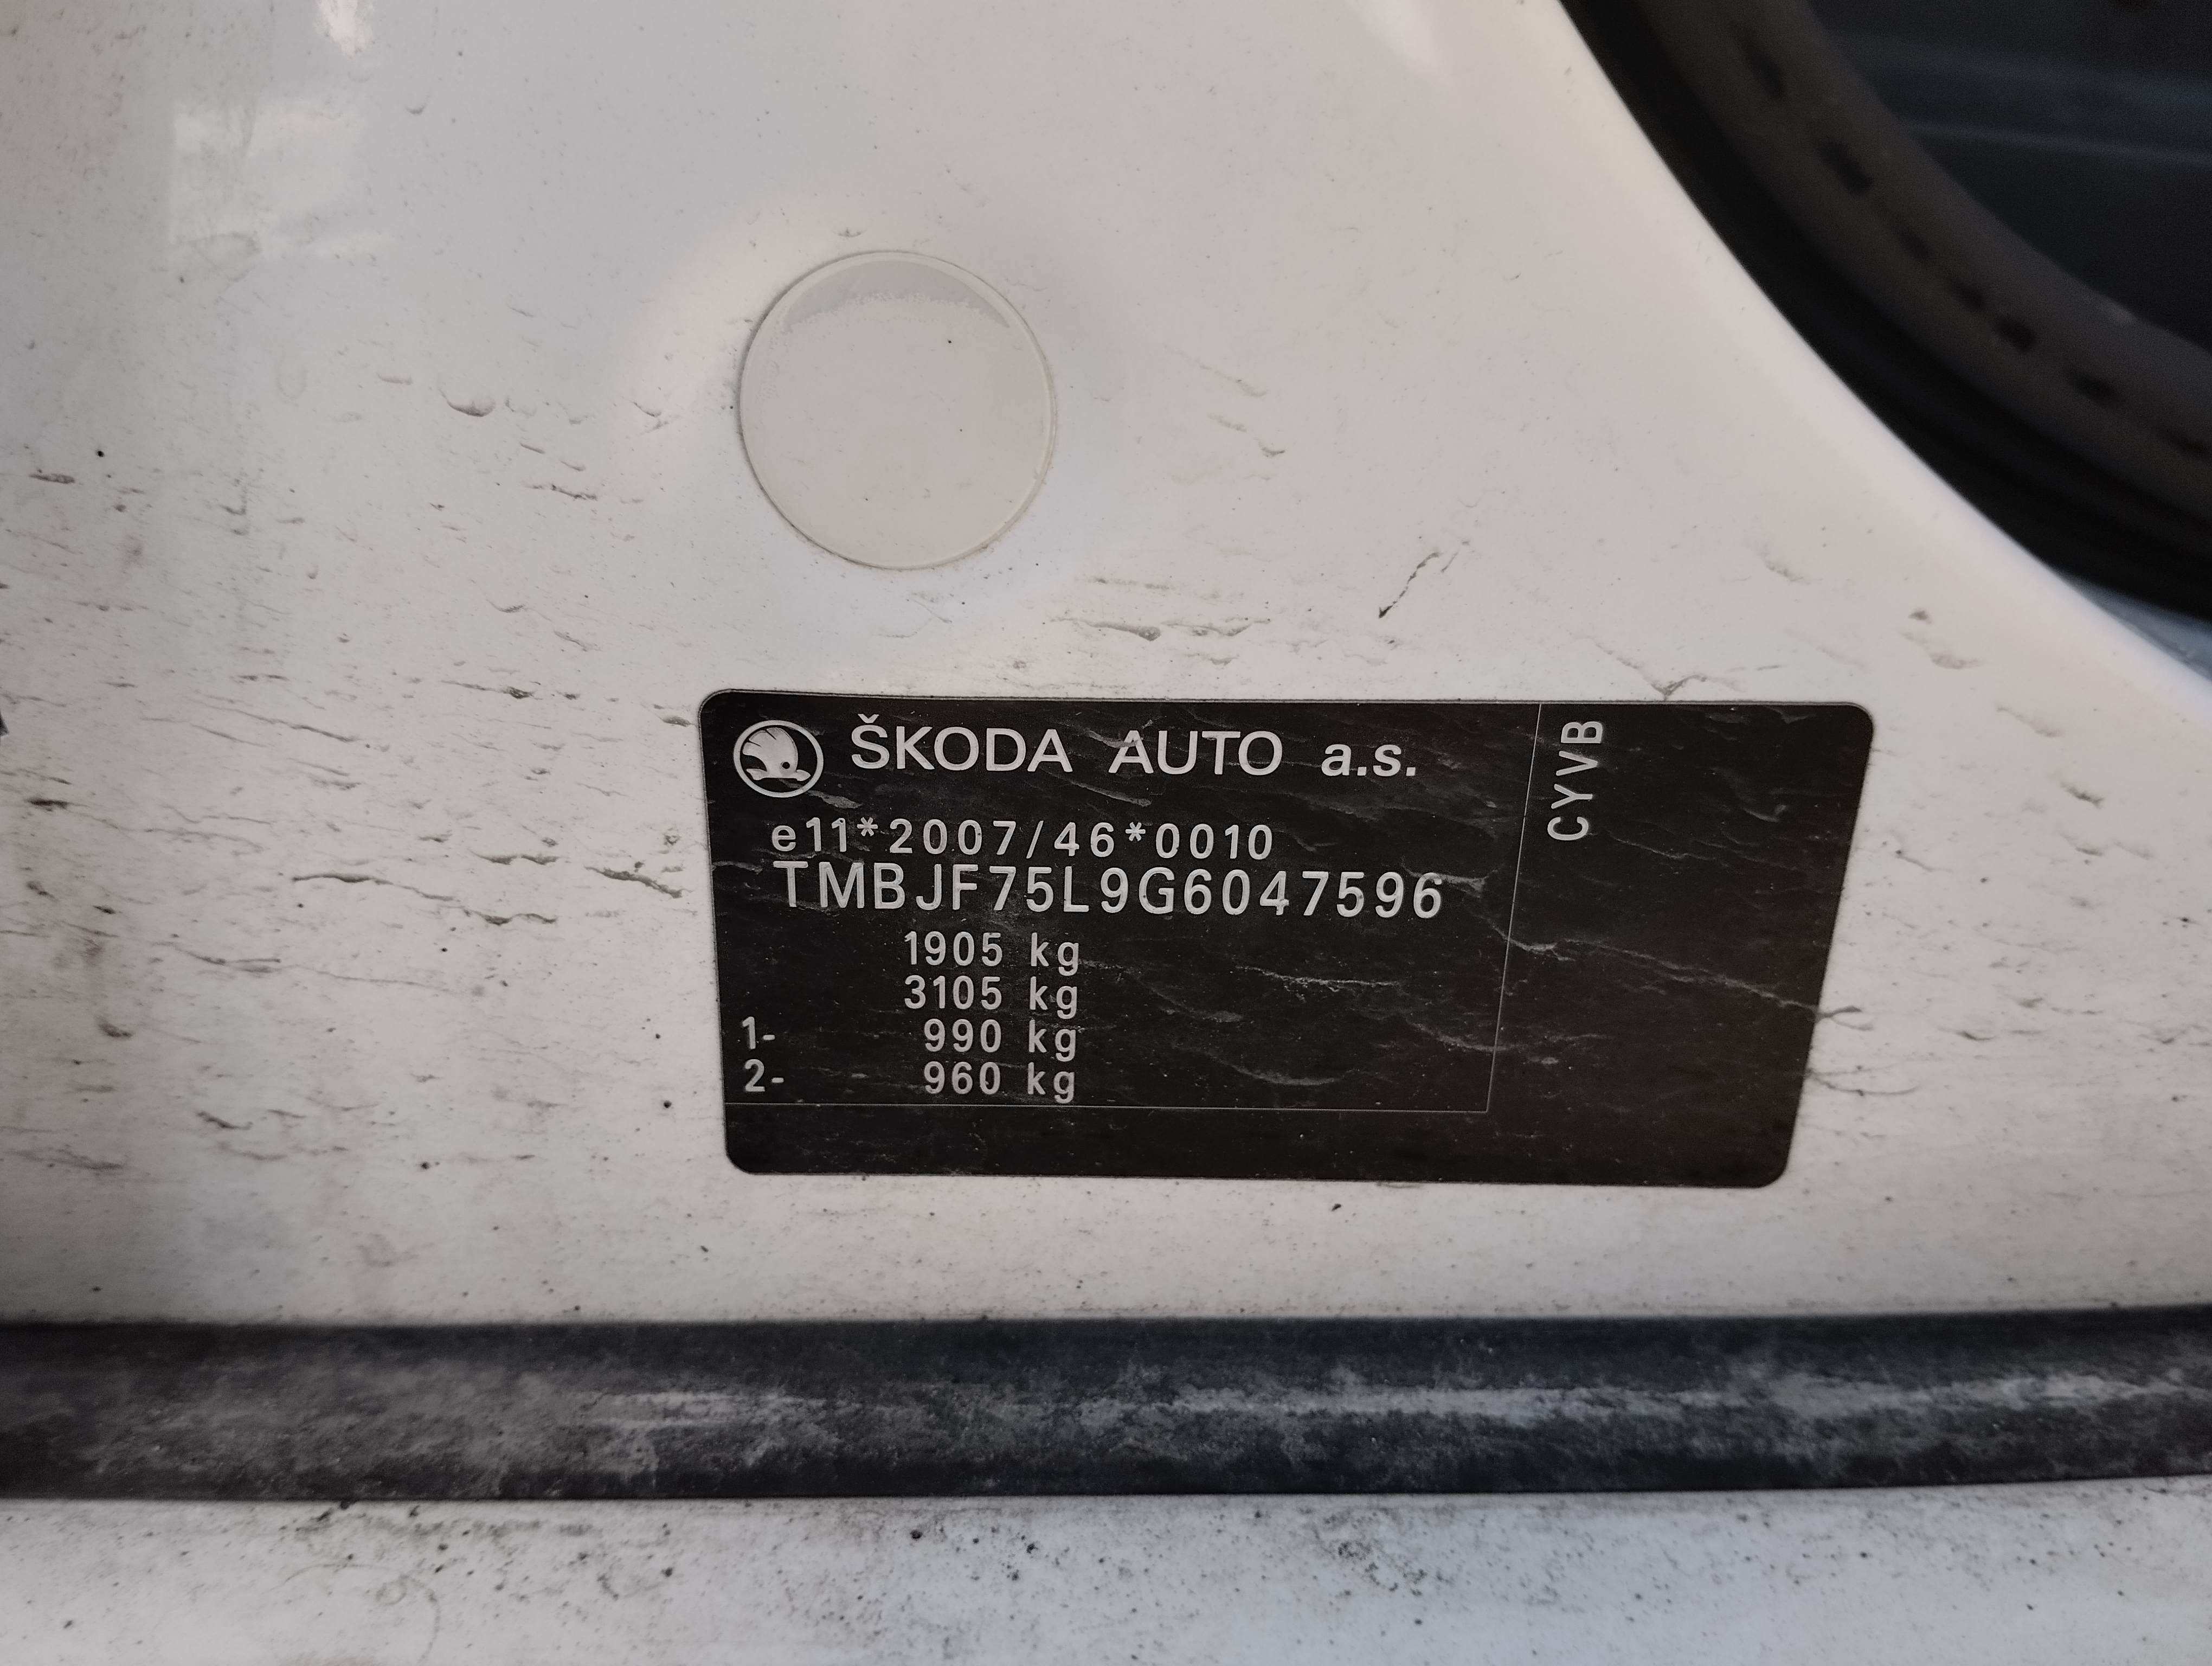 ŠKODA AUTO a.s.
e11*2007/46*0010
TMBJF75L9G6047596
1905 kg
3105 kg
1- 990 kg
2- 960 kg
CYVB